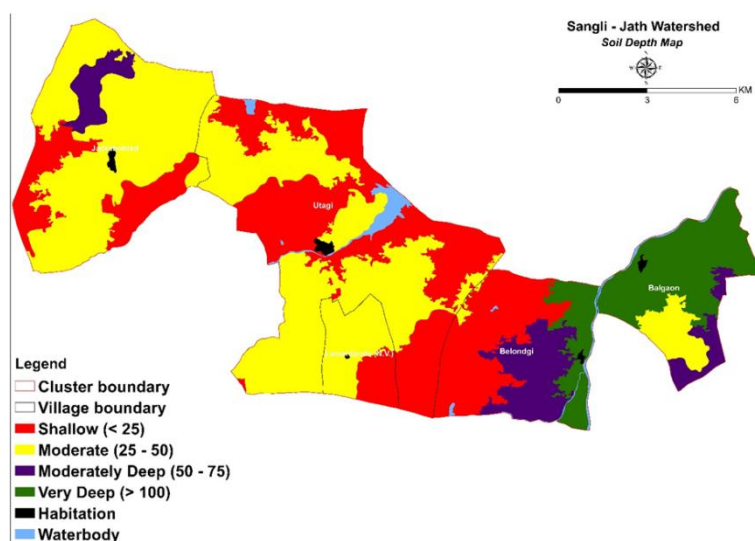 Sangli - Jath Watershed
Soil Depth Map
W
E
KM
0
3
6
Utagi
Balgaon
Belondgi
Legend
Cluster boundary
Village boundary
Shallow (< 25)
Moderate (25 - 50)
Moderately Deep (50 - 75)
Very Deep (> 100)
Habitation
Waterbody